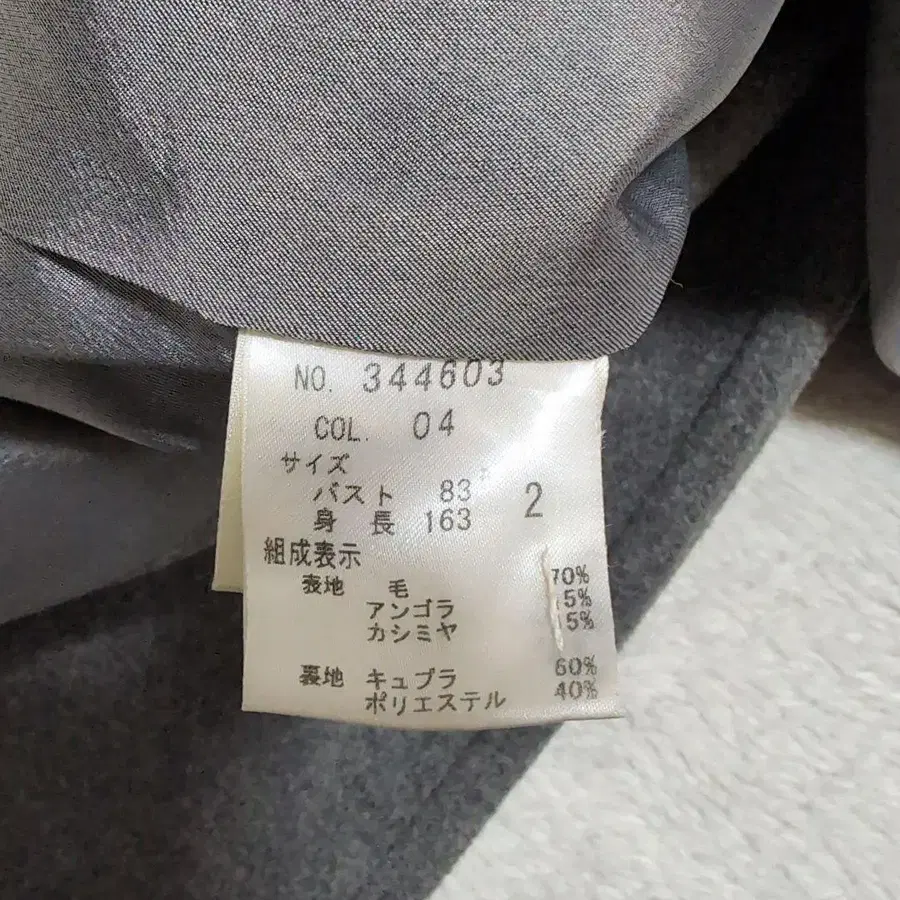 NO. 344603
COL. 04
サイズ
バスト 83 2
身長 163
組成表示
表地 毛 70%
アンゴラ 15%
カシミヤ 15%
裏地 キュプラ 60%
ポリエステル 40%